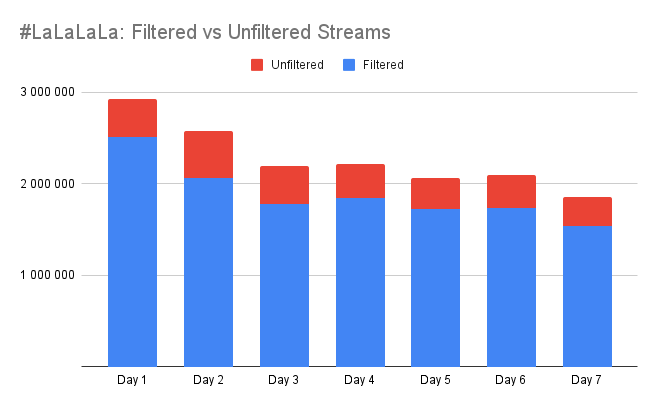 #LaLaLaLa: Filtered vs Unfiltered Streams
Unfiltered Filtered
3 000 000
2 000 000
1 000 000
Day 1 Day 2 Day 3 Day 4 Day 5 Day 6 Day 7